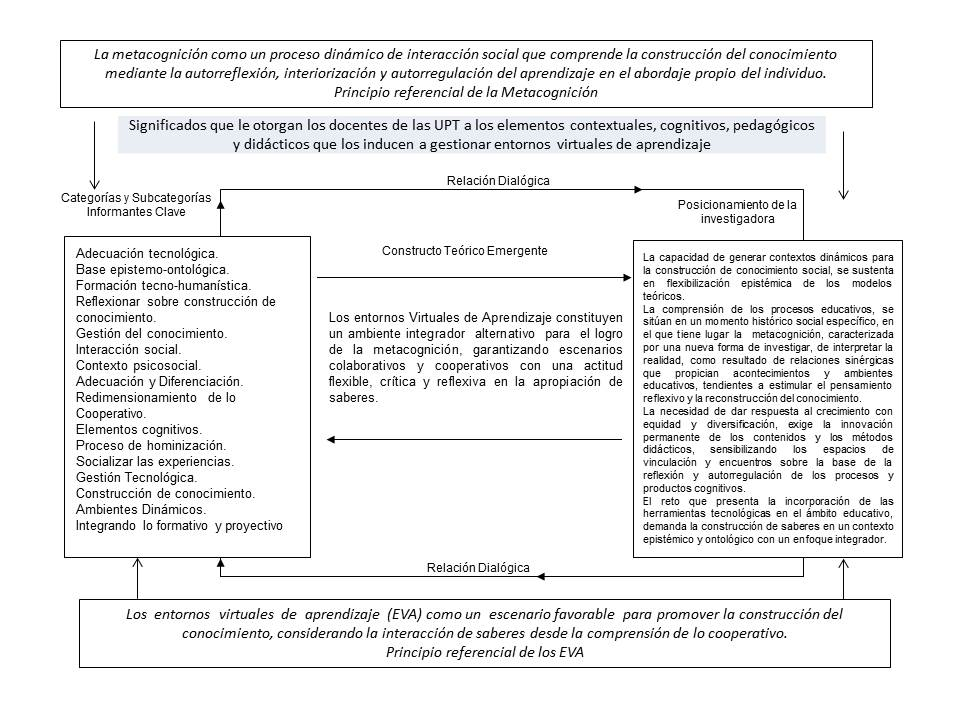 La metacognición como un proceso dinámico de interacción social que comprende la construcción del conocimiento
mediante la autorreflexión, interiorización y autorregulación del aprendizaje en el abordaje propio del individuo.
Principio referencial de la Metacognición
Significados que le otorgan los docentes de las UPT a los elementos contextuales, cognitivos, pedagógicos
y didácticos que los inducen a gestionar entornos virtuales de aprendizaje
Relación Dialógica
Categorías y Subcategorías
Informantes Clave
Posicionamiento de la
investigadora
Adecuación tecnológica.
Base epistemo-ontológica.
Formación tecno-humanística.
Reflexionar sobre construcción de
conocimiento.
Gestión del conocimiento.
Interacción social.
Contexto psicosocial.
Adecuación y Diferenciación.
Redimensionamiento de lo
Cooperativo.
Elementos cognitivos.
Proceso de hominización.
Socializar las experiencias.
Gestión Tecnológica.
Construcción de conocimiento.
Ambientes Dinámicos.
Integrando lo formativo y proyectivo
Constructo Teórico Emergente
Los entornos Virtuales de Aprendizaje constituyen
un ambiente integrador alternativo para el logro
de la metacognición, garantizando escenarios
colaborativos y cooperativos con una actitud
flexible, crítica y reflexiva en la apropiación de
saberes.
La capacidad de generar contextos dinámicos para
la construcción de conocimiento social, se sustenta
en flexibilización epistémica de los modelos
teóricos.
La comprensión de los procesos educativos, se
sitúan en un momento histórico social específico, en
el que tiene lugar la metacognición, caracterizada
por una nueva forma de investigar, de interpretar la
realidad, como resultado de relaciones sinérgicas
que propician acontecimientos y ambientes
educativos, tendientes a estimular el pensamiento
reflexivo y la reconstrucción del conocimiento.
La necesidad de dar respuesta al crecimiento con
equidad y diversificación, exige la innovación
permanente de los contenidos y los métodos
didácticos, sensibilizando los espacios de
vinculación y encuentros sobre la base de la
reflexión y autorregulación de los procesos y
productos cognitivos.
El reto que presenta la incorporación de las
herramientas tecnológicas en el ámbito educativo,
demanda la construcción de saberes en un contexto
epistémico y ontológico con un enfoque integrador.
Relación Dialógica
Los entornos virtuales de aprendizaje (EVA) como un escenario favorable para promover la construcción del
conocimiento, considerando la interacción de saberes desde la comprensión de lo cooperativo.
Principio referencial de los EVA